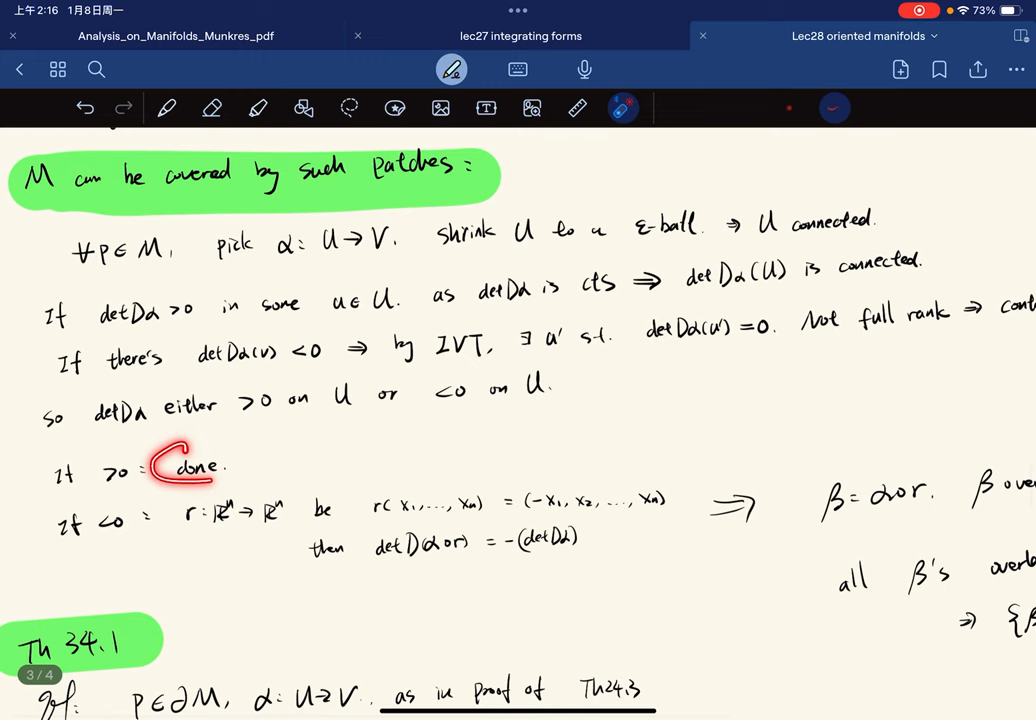 上午2:16 1月8日周一
73%
Analysis_on_Manifolds_Munkres_pdf
lec27 integrating forms
Lec28 oriented manifolds
M can be covered by such Patches:
∀p∈M, pick α: U→V. shrink U to a ε-ball. ⇒ U connected.
If detDα >0 in some u∈U. as detDα is cts ⟹ detDα(U) is connected.
If there's detDα(v) <0 ⇒ by IVT, ∃ u' s.t. detDα(u')=0. Not full rank ⇒ cont
so detDα either >0 on U or <0 on U.
If >0: done.
If <0: r: ℝⁿ→ℝⁿ be r(x₁,..., xₙ) = (-x₁, x₂, ..., xₙ) ⟹ β=α∘r. β ove
then detD(α∘r) = -(detDα)
all β's overla
⇒ {β
Th 34.1
3 / 4
pf: p∈∂M, α: U→V, as in proof of Th24.3